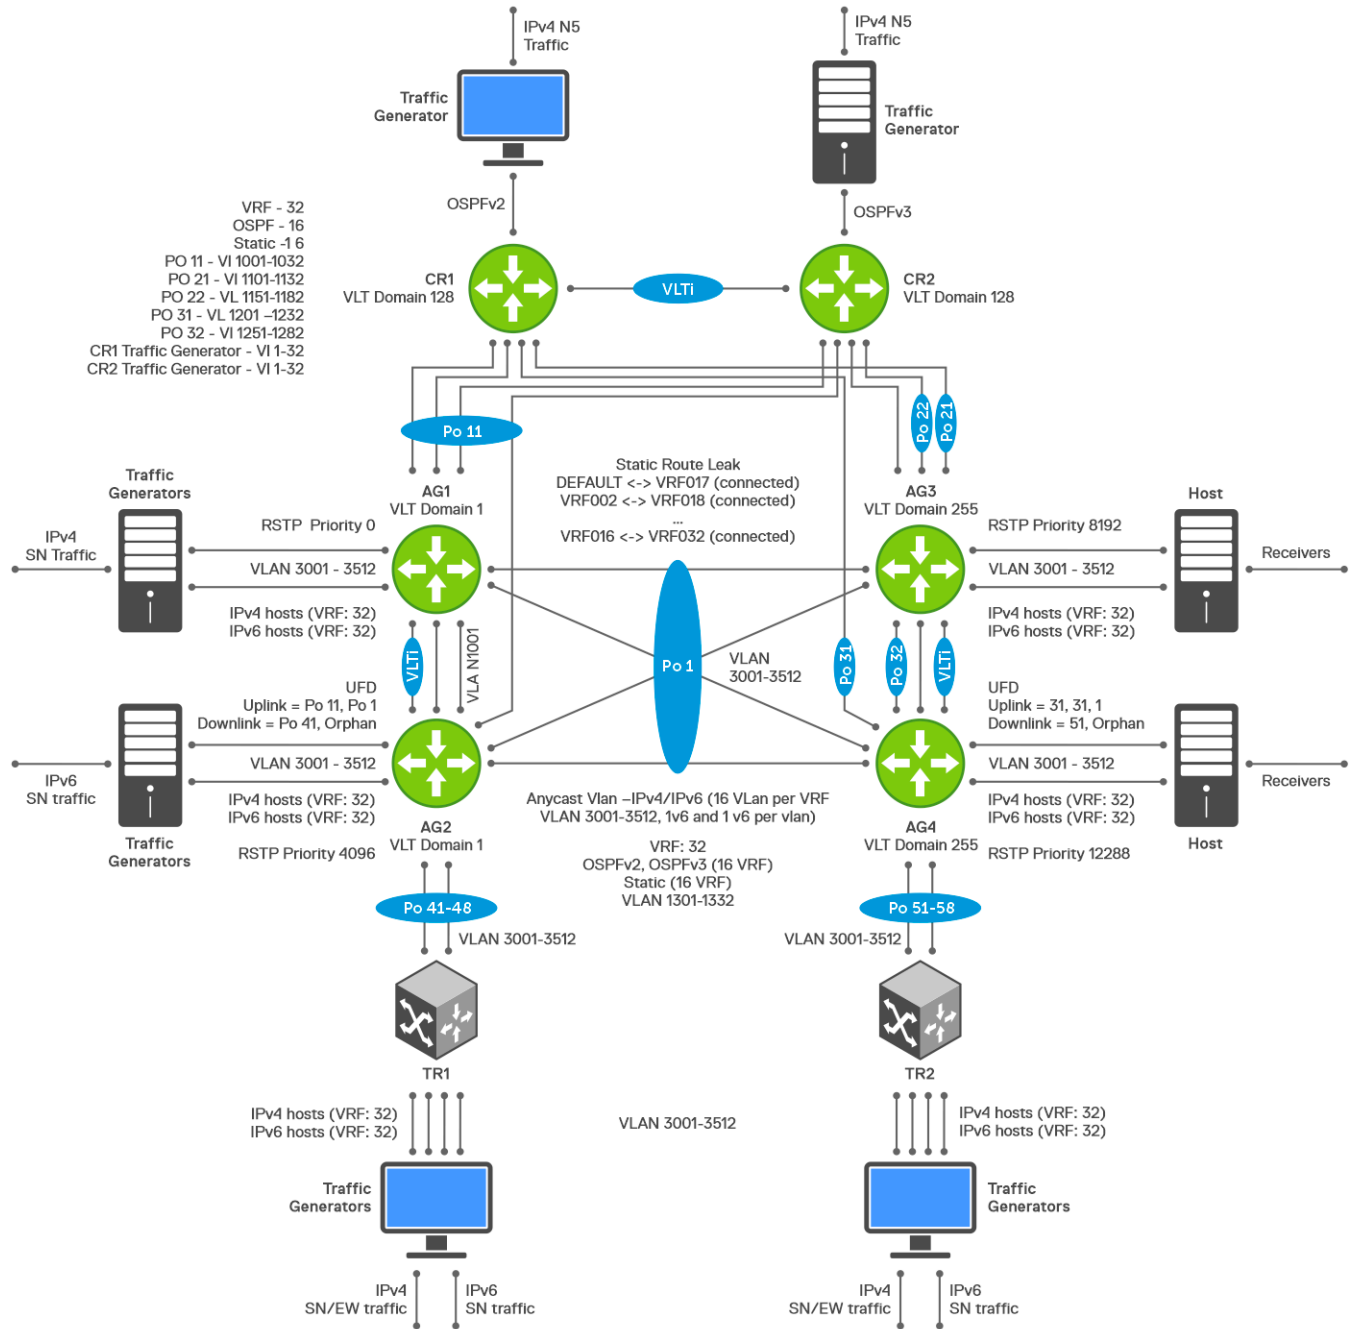 IPv4 N5
Traffic
IPv4 N5
Traffic
Traffic
Generator
Traffic
Generator
OSPFv2
OSPFv3
VRF - 32
OSPF - 16
Static -1 6
PO 11 - VI 1001-1032
PO 21 - VI 1101-1132
PO 22 - VL 1151-1182
PO 31 - VL 1201 –1232
PO 32 - VI 1251-1282
CR1 Traffic Generator - VI 1-32
CR2 Traffic Generator - VI 1-32
CR1
VLT Domain 128
VLTi
CR2
VLT Domain 128
Po 11
Po 22
Po 21
Static Route Leak
DEFAULT <-> VRF017 (connected)
VRF002 <-> VRF018 (connected)
...
VRF016 <-> VRF032 (connected)
Traffic
Generators
AG1
VLT Domain 1
AG3
VLT Domain 255
Host
IPv4
SN Traffic
RSTP  Priority 0
VLAN 3001 - 3512
IPv4 hosts (VRF: 32)
IPv6 hosts (VRF: 32)
RSTP Priority 8192
VLAN 3001 - 3512
IPv4 hosts (VRF: 32)
IPv6 hosts (VRF: 32)
Receivers
VLTi
VLA N1001
Po 1
VLAN
3001-3512
Po 31
Po 32
VLTi
UFD
Uplink = Po 11, Po 1
Downlink = Po 41, Orphan
VLAN 3001 - 3512
IPv4 hosts (VRF: 32)
IPv6 hosts (VRF: 32)
UFD
Uplink = 31, 31, 1
Downlink = 51, Orphan
VLAN 3001 - 3512
IPv4 hosts (VRF: 32)
IPv6 hosts (VRF: 32)
IPv6
SN traffic
Receivers
Traffic
Generators
RSTP Priority 4096
AG2
VLT Domain 1
Anycast Vlan –IPv4/IPv6 (16 VLan per VRF
VLAN 3001-3512, 1v6 and 1 v6 per vlan)
VRF: 32
OSPFv2, OSPFv3 (16 VRF)
Static (16 VRF)
VLAN 1301-1332
AG4
VLT Domain 255
RSTP Priority 12288
Host
Po 41-48
VLAN 3001-3512
Po 51-58
VLAN 3001-3512
TR1
TR2
IPv4 hosts (VRF: 32)
IPv6 hosts (VRF: 32)
VLAN 3001-3512
IPv4 hosts (VRF: 32)
IPv6 hosts (VRF: 32)
Traffic
Generators
Traffic
Generators
IPv4
SN/EW traffic
IPv6
SN traffic
IPv4
SN/EW traffic
IPv6
SN traffic